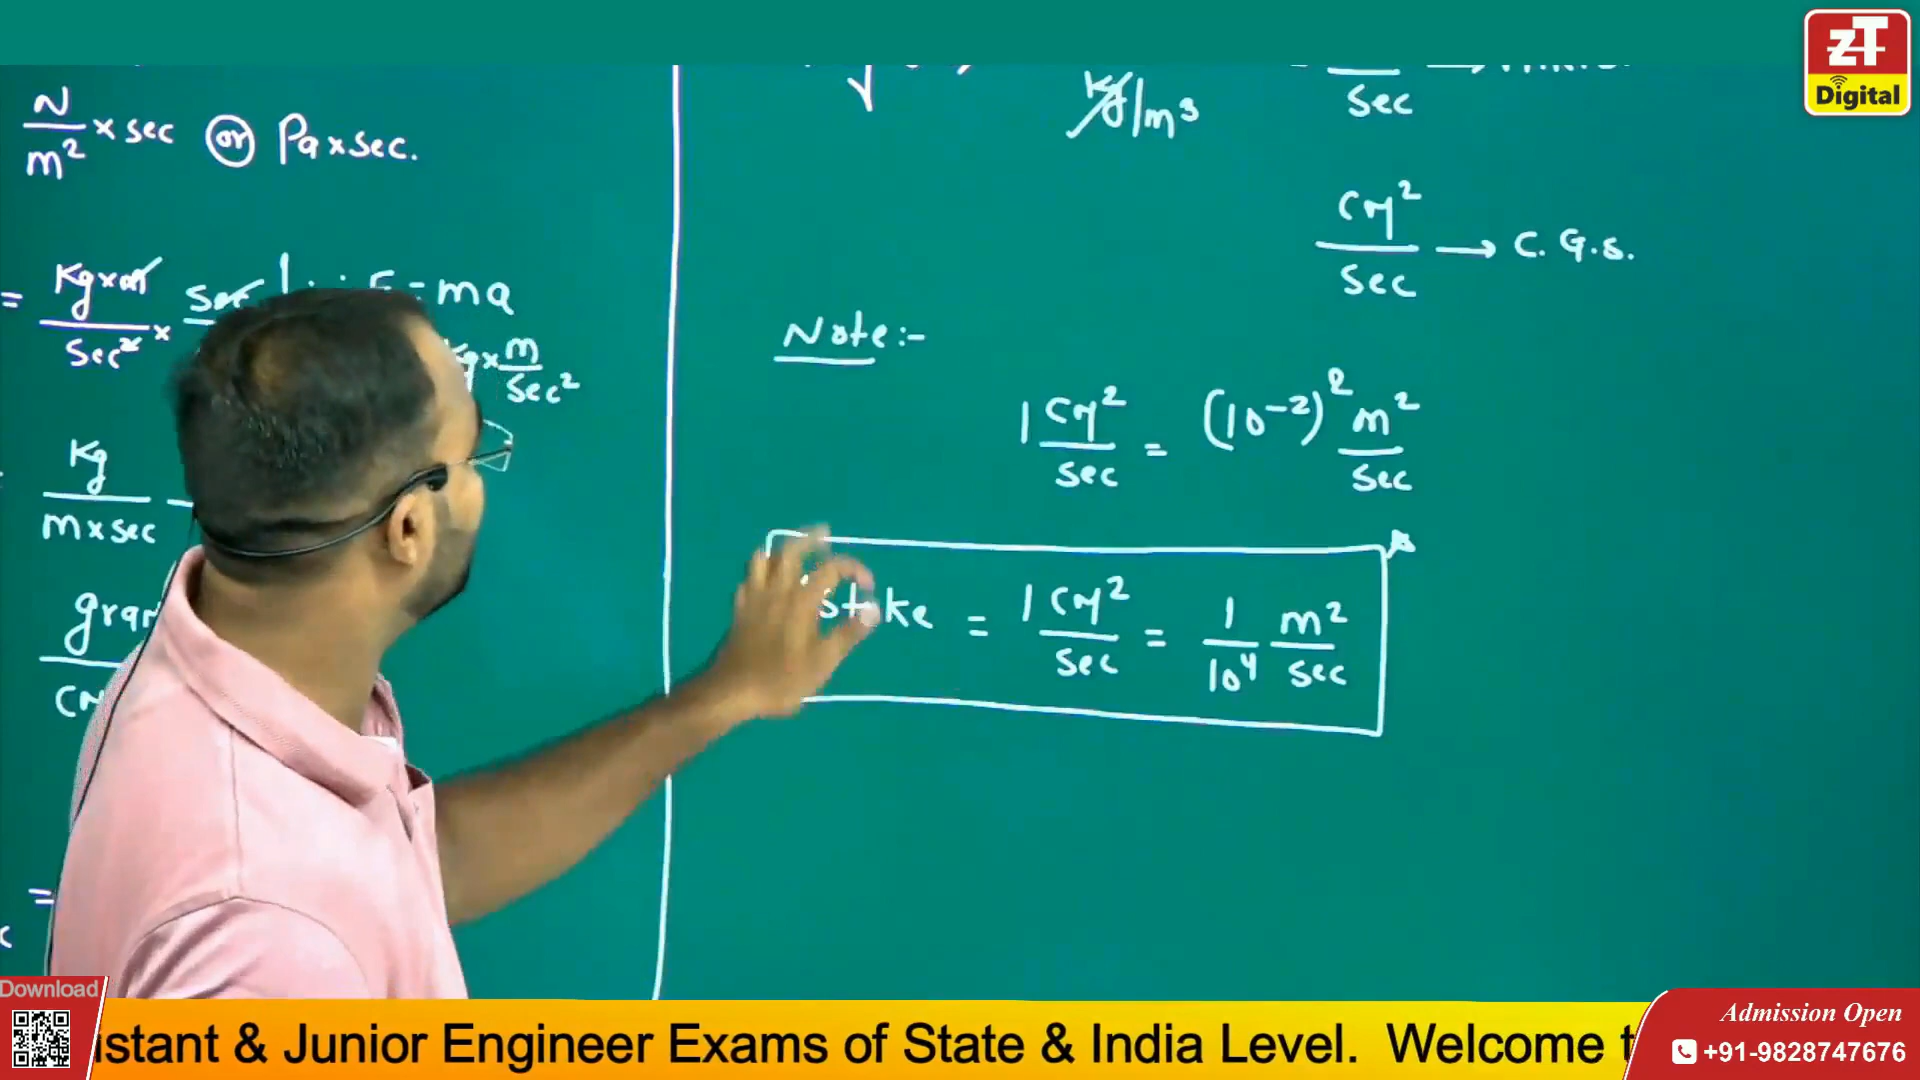 N/m² × sec or Pa × sec.
= Kg×m/sec² × sec
F = ma
Kg × m/sec²
Kg/m×sec
gram
=
Kg/m³
sec
cm²/sec → C.G.S.
Note:-
1 cm²/sec = (10⁻²)² m²/sec
stoke = 1 cm²/sec = 1/10⁴ m²/sec
ZT
Digital
Download
istant & Junior Engineer Exams of State & India Level. Welcome t
Admission Open
+91-9828747676